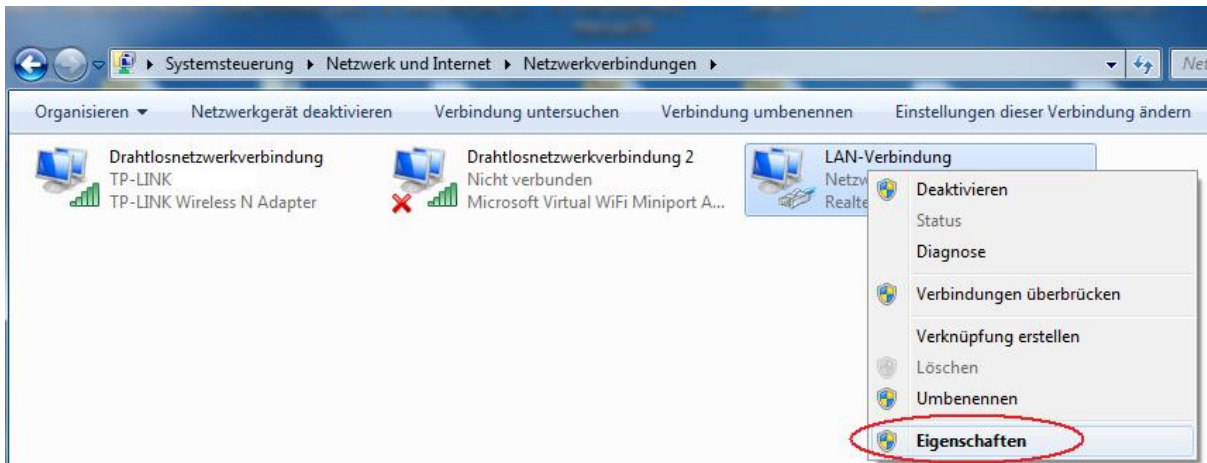 Systemsteuerung ▸ Netzwerk und Internet ▸ Netzwerkverbindungen ▸
Organisieren Netzwerkgerät deaktivieren Verbindung untersuchen Verbindung umbenennen Einstellungen dieser Verbindung ändern
Drahtlosnetzwerkverbindung
TP-LINK
TP-LINK Wireless N Adapter
Drahtlosnetzwerkverbindung 2
Nicht verbunden
Microsoft Virtual WiFi Miniport A...
LAN-Verbindung
Netzw
Realte
Deaktivieren
Status
Diagnose
Verbindungen überbrücken
Verknüpfung erstellen
Löschen
Umbenennen
Eigenschaften